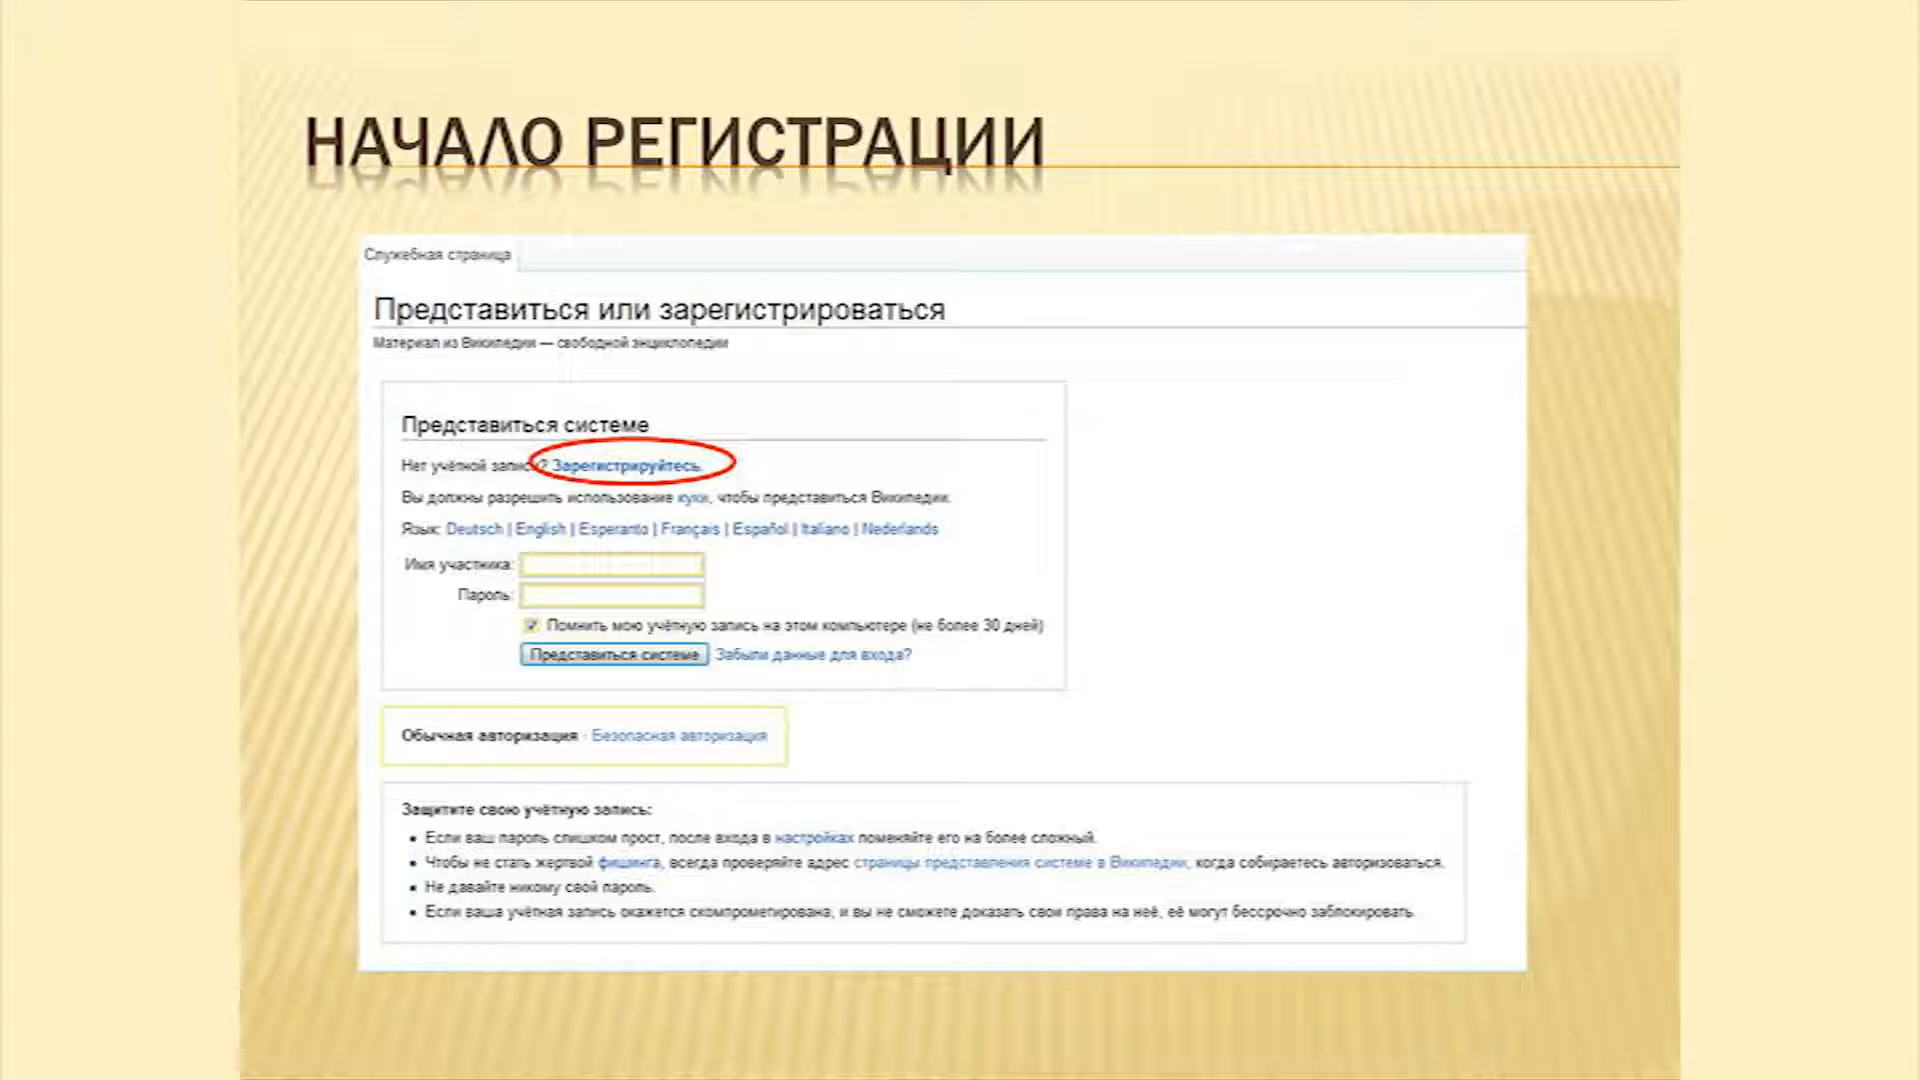 НАЧАЛО РЕГИСТРАЦИИ
Служебная страница
Представиться или зарегистрироваться
Материал из Википедии — свободной энциклопедии
Представиться системе
Нет учётной записи? Зарегистрируйтесь.
Вы должны разрешить использование куки, чтобы представиться Википедии.
Язык: Deutsch | English | Esperanto | Français | Español | Italiano | Nederlands
Имя участника:
Пароль:
Помнить мою учётную запись на этом компьютере (не более 30 дней)
Представиться системе Забыли данные для входа?
Обычная авторизация · Безопасная авторизация
Защитите свою учётную запись:
• Если ваш пароль слишком прост, после входа в настройках поменяйте его на более сложный.
• Чтобы не стать жертвой фишинга, всегда проверяйте адрес страницы представления системе в Википедии, когда собираетесь авторизоваться.
• Не давайте никому свой пароль.
• Если ваша учётная запись окажется скомпрометирована, и вы не сможете доказать свои права на неё, её могут бессрочно заблокировать.